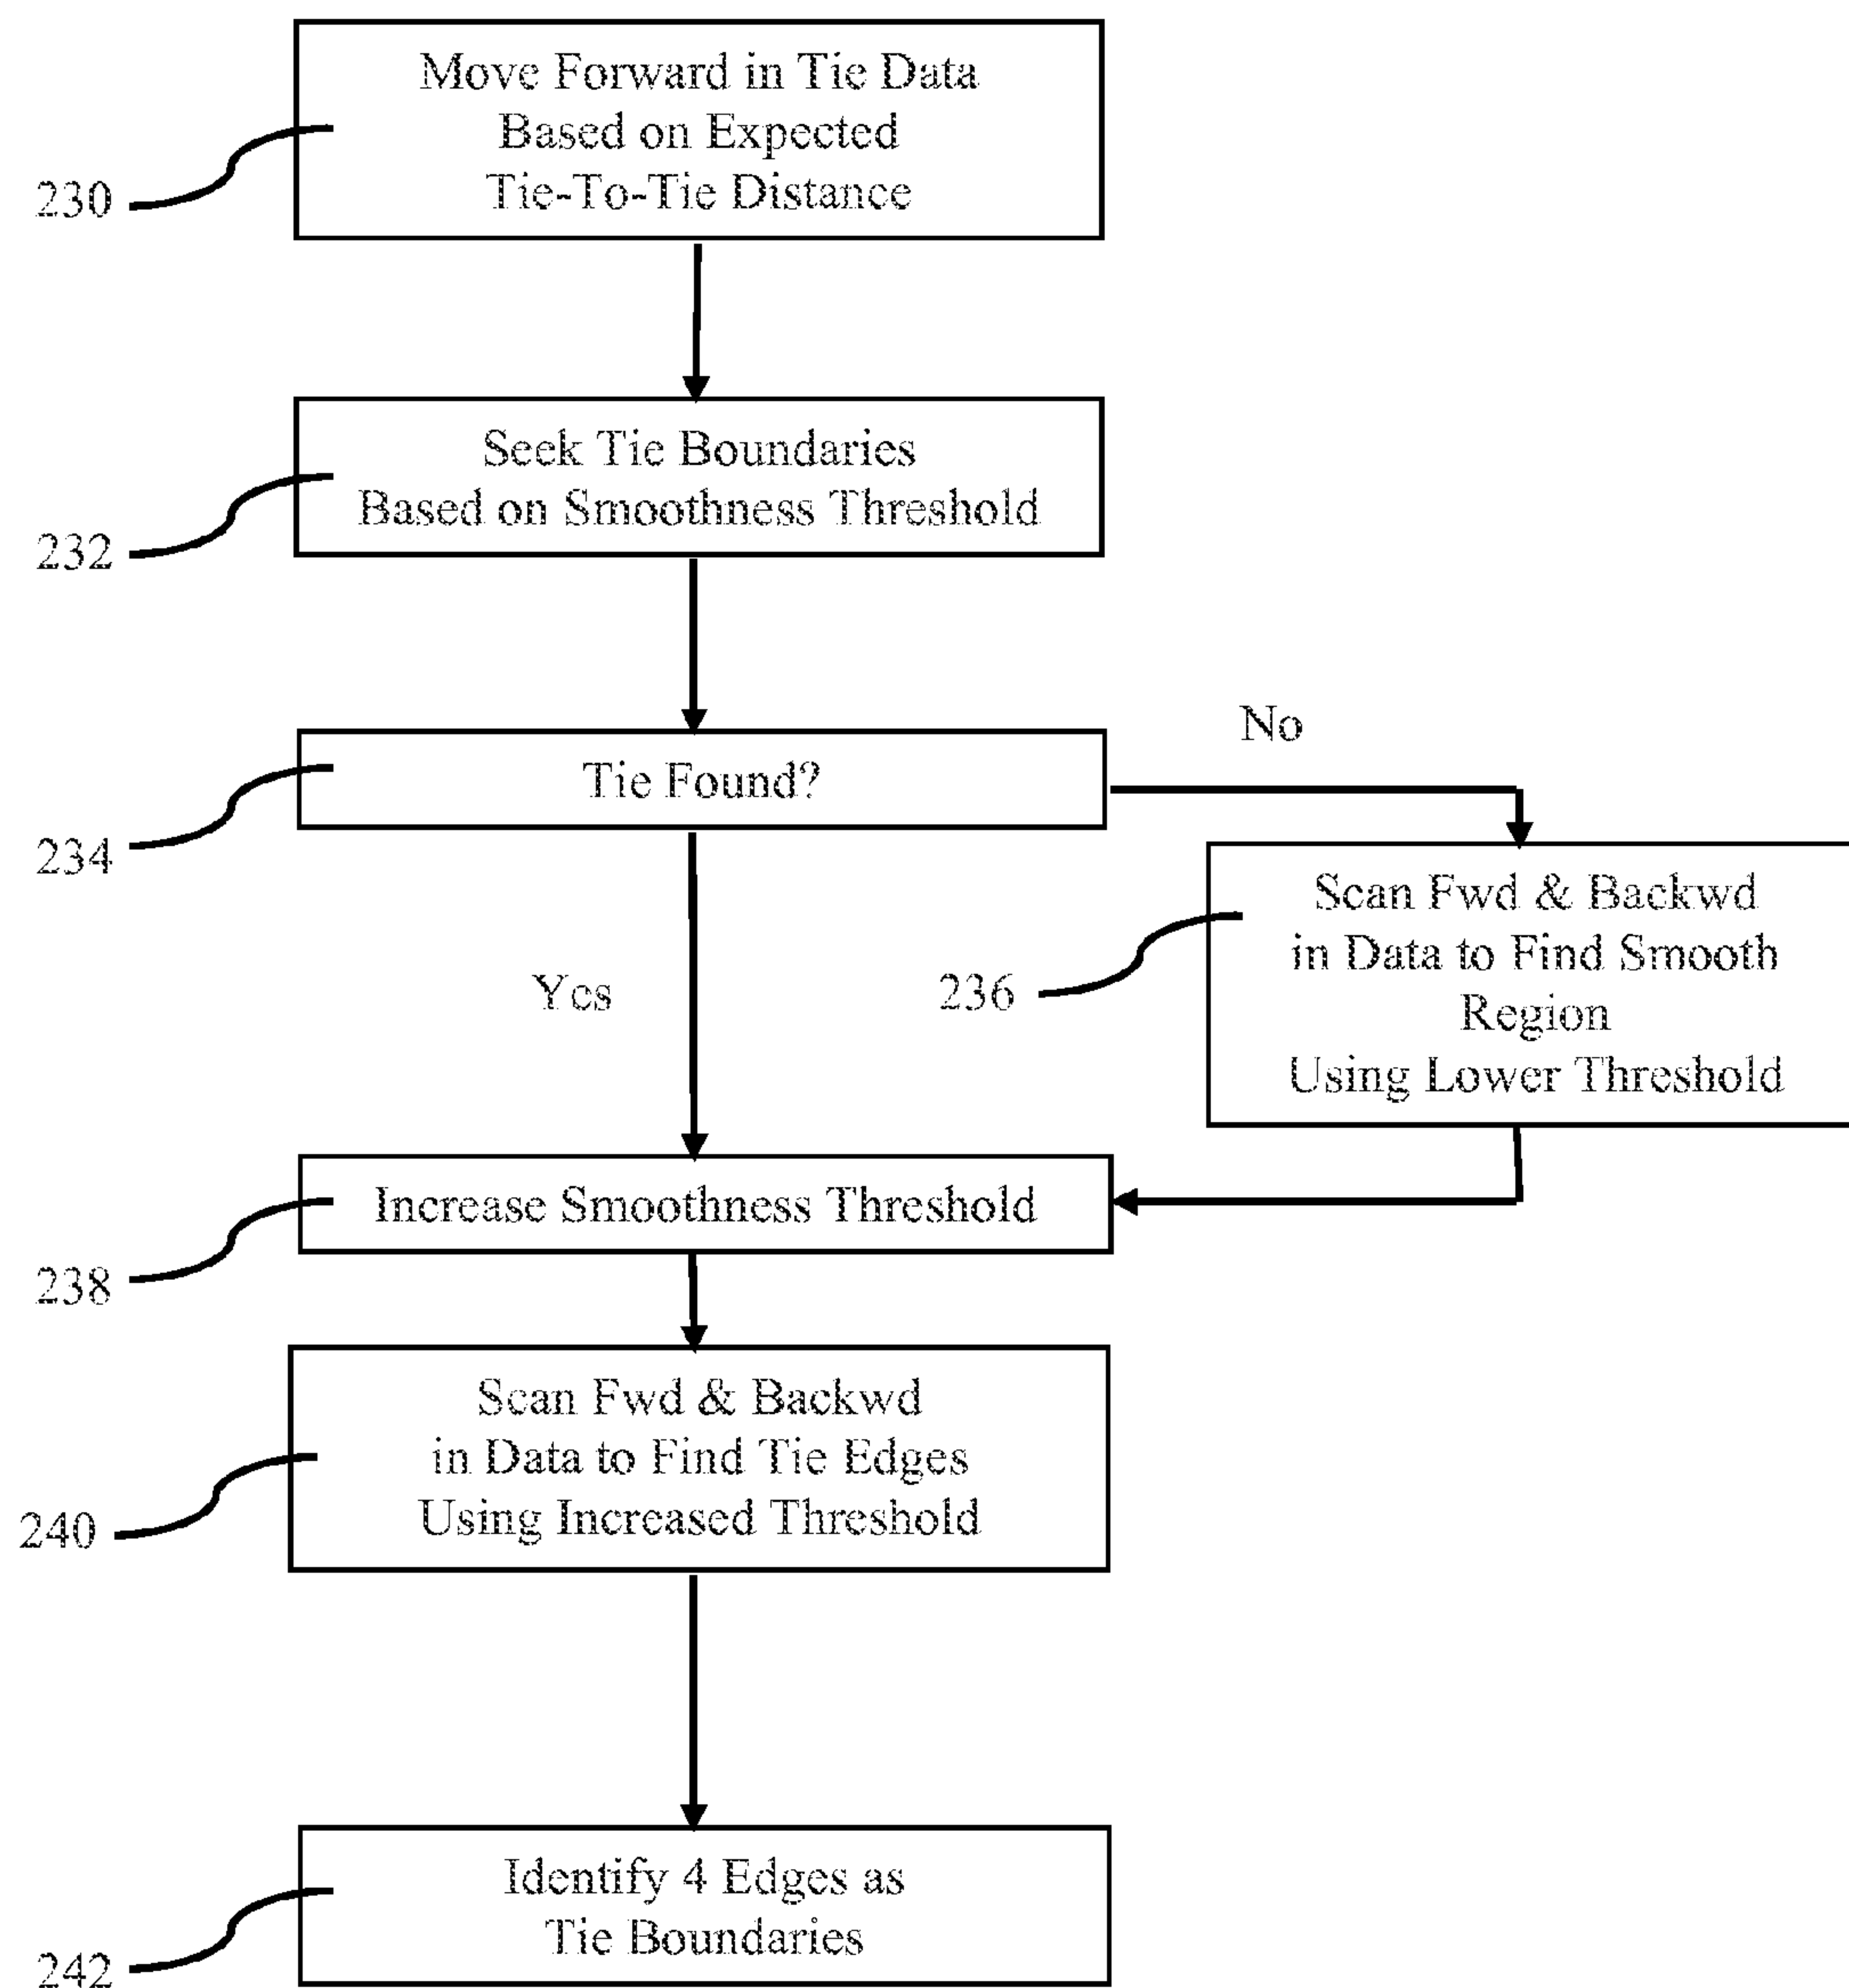 Move Forward in Tie Data
Based on Expected
Tie-To-Tie Distance
230
Seek Tie Boundaries
Based on Smoothness Threshold
232
No
Tie Found?
234
Scan Fwd & Backwd
in Data to Find Smooth
Region
Using Lower Threshold
236
Yes
Increase Smoothness Threshold
238
Scan Fwd & Backwd
in Data to Find Tie Edges
Using Increased Threshold
240
Identify 4 Edges as
Tie Boundaries
242